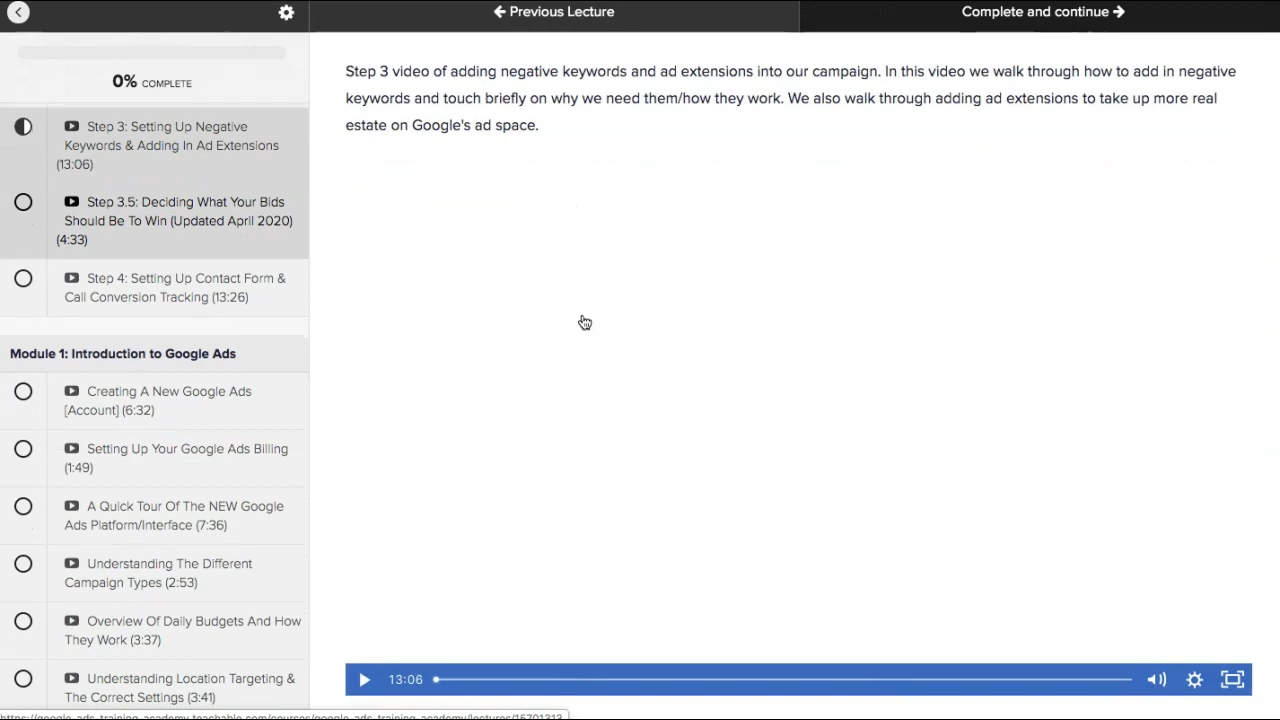 Previous Lecture
Complete and continue
0% COMPLETE
Step 3: Setting Up Negative
Keywords & Adding In Ad Extensions
(13:06)
Step 3.5: Deciding What Your Bids
Should Be To Win (Updated April 2020)
(4:33)
Step 4: Setting Up Contact Form &
Call Conversion Tracking (13:26)
Module 1: Introduction to Google Ads
Creating A New Google Ads
[Account] (6:32)
Setting Up Your Google Ads Billing
(1:49)
A Quick Tour Of The NEW Google
Ads Platform/Interface (7:36)
Understanding The Different
Campaign Types (2:53)
Overview Of Daily Budgets And How
They Work (3:37)
Understanding Location Targeting &
The Correct Settings (3:41)
Step 3 video of adding negative keywords and ad extensions into our campaign. In this video we walk through how to add in negative
keywords and touch briefly on why we need them/how they work. We also walk through adding ad extensions to take up more real
estate on Google's ad space.
13:06